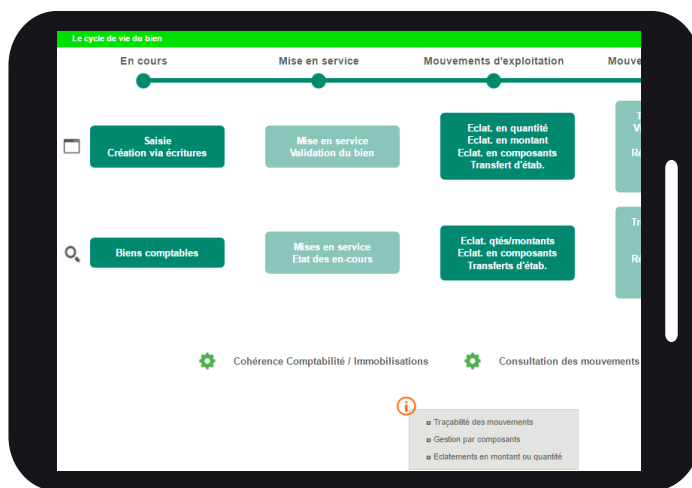 Le cycle de vie du bien
En cours
Mise en service
Mouvements d'exploitation
Saisie
Création via écritures
Mise en service
Validation du bien
Eclat. en quantité
Eclat. en montant
Eclat. en composants
Transfert d'étab.
Biens comptables
Mises en service
Etat des en-cours
Eclat. qtés/montants
Eclat. en composants
Transferts d'étab.
Cohérence Comptabilité / Immobilisations
Consultation des mouvements
Traçabilité des mouvements
Gestion par composants
Eclatements en montant ou quantité